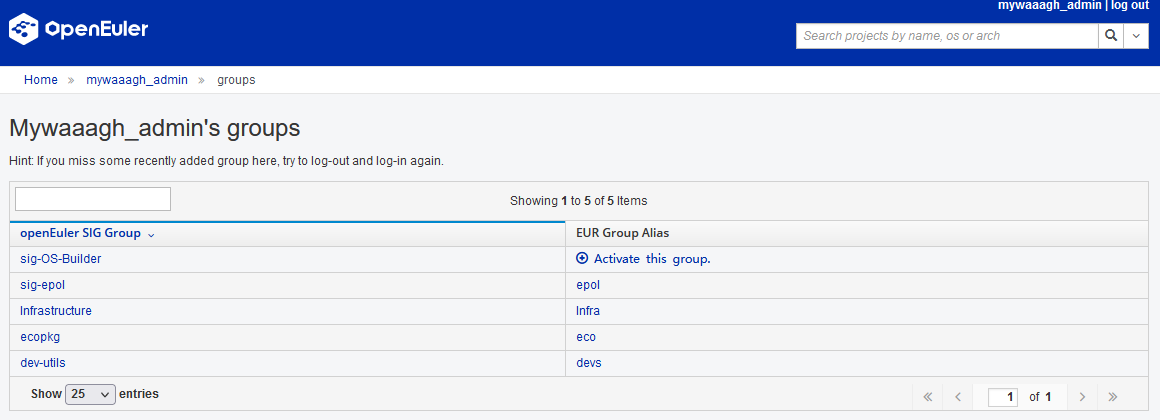 mywaaagh_admin | log out
OpenEuler
Search projects by name, os or arch
Home » mywaaagh_admin » groups
Mywaaagh_admin's groups
Hint: If you miss some recently added group here, try to log-out and log-in again.
Showing 1 to 5 of 5 Items
openEuler SIG Group EUR Group Alias
sig-OS-Builder Activate this group.
sig-epol epol
Infrastructure Infra
ecopkg eco
dev-utils devs
Show 25 entries « ‹ 1 of 1 › »